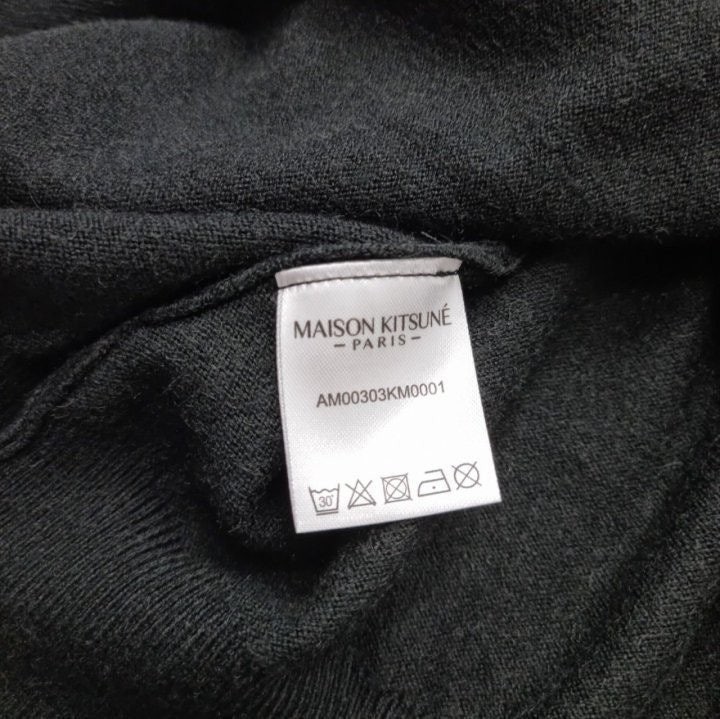 MAISON KITSUNÉ
– PARIS –
AM00303KM0001
30°